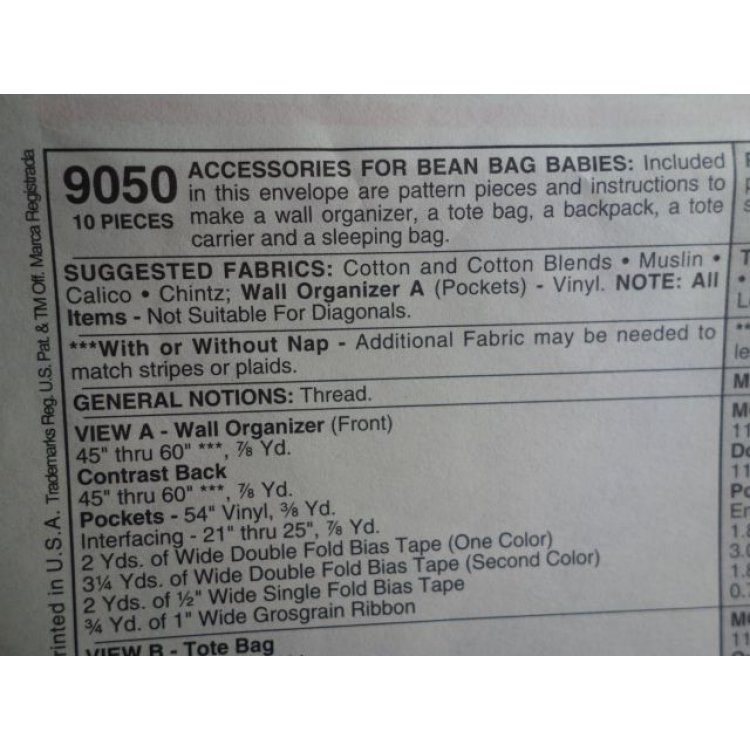 9050
10 PIECES
ACCESSORIES FOR BEAN BAG BABIES: Included
in this envelope are pattern pieces and instructions to
make a wall organizer, a tote bag, a backpack, a tote
carrier and a sleeping bag.
SUGGESTED FABRICS: Cotton and Cotton Blends • Muslin •
Calico • Chintz; Wall Organizer A (Pockets) - Vinyl. NOTE: All
Items - Not Suitable For Diagonals.
***With or Without Nap - Additional Fabric may be needed to
match stripes or plaids.
GENERAL NOTIONS: Thread.
VIEW A - Wall Organizer (Front)
45" thru 60" ***, ⅞ Yd.
Contrast Back
45" thru 60" ***, ⅞ Yd.
Pockets - 54" Vinyl, ⅜ Yd.
Interfacing - 21" thru 25", ⅞ Yd.
2 Yds. of Wide Double Fold Bias Tape (One Color)
3¼ Yds. of Wide Double Fold Bias Tape (Second Color)
2 Yds. of ½" Wide Single Fold Bias Tape
¾ Yd. of 1" Wide Grosgrain Ribbon
VIEW B - Tote Bag
rinted in U.S.A. Trademarks Reg. U.S. Pat. & TM Off. Marca Registrada